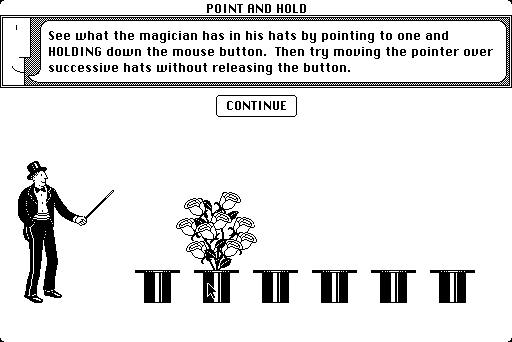 POINT AND HOLD
See what the magician has in his hats by pointing to one and
HOLDING down the mouse button.  Then try moving the pointer over
successive hats without releasing the button.
CONTINUE